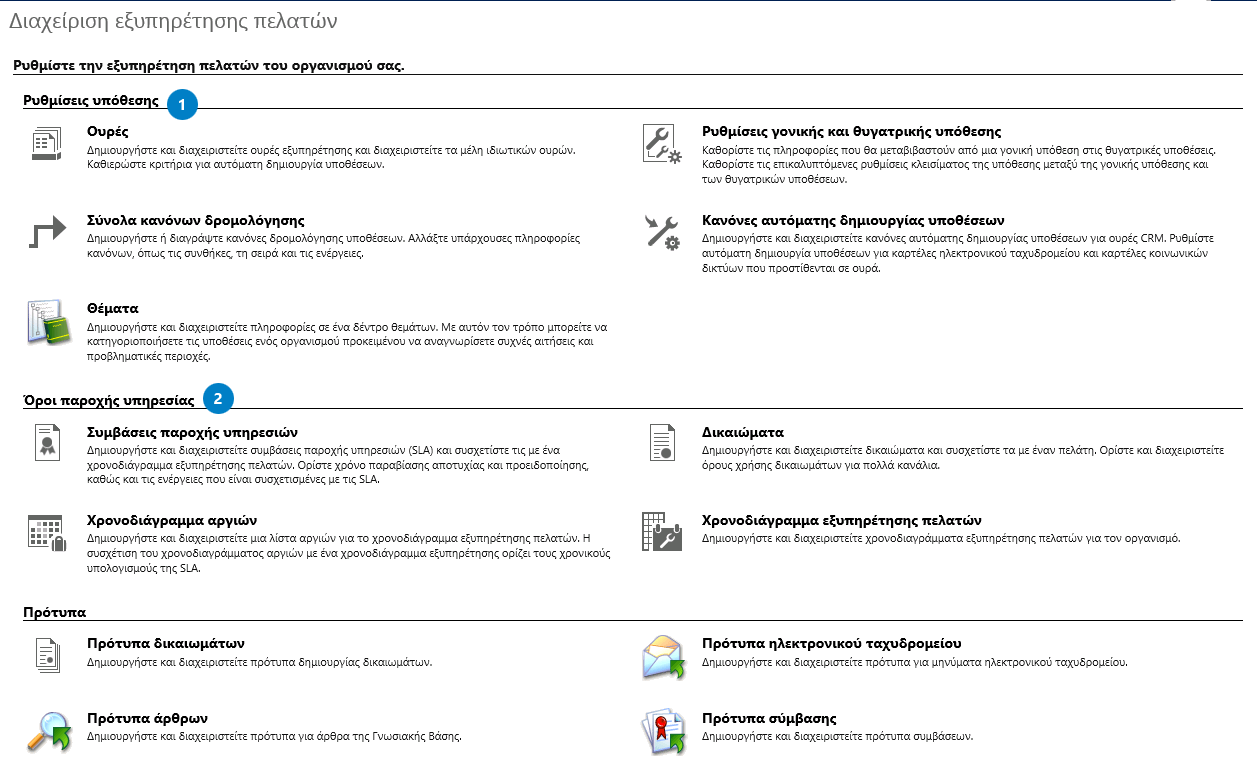 Διαχείριση εξυπηρέτησης πελατών
Ρυθμίστε την εξυπηρέτηση πελατών του οργανισμού σας.
Ρυθμίσεις υπόθεσης 1
Ουρές
Δημιουργήστε και διαχειριστείτε ουρές εξυπηρέτησης και διαχειριστείτε τα μέλη ιδιωτικών ουρών.
Καθιερώστε κριτήρια για αυτόματη δημιουργία υποθέσεων.
Ρυθμίσεις γονικής και θυγατρικής υπόθεσης
Καθορίστε τις πληροφορίες που θα μεταβιβαστούν από μια γονική υπόθεση στις θυγατρικές υποθέσεις.
Καθορίστε τις επικαλυπτόμενες ρυθμίσεις κλεισίματος της υπόθεσης μεταξύ της γονικής υπόθεσης και
των θυγατρικών υποθέσεων.
Σύνολα κανόνων δρομολόγησης
Δημιουργήστε ή διαγράψτε κανόνες δρομολόγησης υποθέσεων. Αλλάξτε υπάρχουσες πληροφορίες
κανόνων, όπως τις συνθήκες, τη σειρά και τις ενέργειες.
Κανόνες αυτόματης δημιουργίας υποθέσεων
Δημιουργήστε και διαχειριστείτε κανόνες αυτόματης δημιουργίας υποθέσεων για ουρές CRM. Ρυθμίστε
αυτόματη δημιουργία υποθέσεων για καρτέλες ηλεκτρονικού ταχυδρομείου και καρτέλες κοινωνικών
δικτύων που προστίθενται σε ουρά.
Θέματα
Δημιουργήστε και διαχειριστείτε πληροφορίες σε ένα δέντρο θεμάτων. Με αυτόν τον τρόπο μπορείτε να
κατηγοριοποιήσετε τις υποθέσεις ενός οργανισμού προκειμένου να αναγνωρίσετε συχνές αιτήσεις και
προβληματικές περιοχές.
Όροι παροχής υπηρεσίας 2
Συμβάσεις παροχής υπηρεσιών
Δημιουργήστε και διαχειριστείτε συμβάσεις παροχής υπηρεσιών (SLA) και συσχετίστε τις με ένα
χρονοδιάγραμμα εξυπηρέτησης πελατών. Ορίστε χρόνο παραβίασης αποτυχίας και προειδοποίησης,
καθώς και τις ενέργειες που είναι συσχετισμένες με τις SLA.
Δικαιώματα
Δημιουργήστε και διαχειριστείτε δικαιώματα και συσχετίστε τα με έναν πελάτη. Ορίστε και διαχειριστείτε
όρους χρήσης δικαιωμάτων για πολλά κανάλια.
Χρονοδιάγραμμα αργιών
Δημιουργήστε και διαχειριστείτε μια λίστα αργιών για το χρονοδιάγραμμα εξυπηρέτησης πελατών. Η
συσχέτιση του χρονοδιαγράμματος αργιών με ένα χρονοδιάγραμμα εξυπηρέτησης ορίζει τους χρονικούς
υπολογισμούς της SLA.
Χρονοδιάγραμμα εξυπηρέτησης πελατών
Δημιουργήστε και διαχειριστείτε χρονοδιαγράμματα εξυπηρέτησης πελατών για τον οργανισμό.
Πρότυπα
Πρότυπα δικαιωμάτων
Δημιουργήστε και διαχειριστείτε πρότυπα δημιουργίας δικαιωμάτων.
Πρότυπα ηλεκτρονικού ταχυδρομείου
Δημιουργήστε και διαχειριστείτε πρότυπα για μηνύματα ηλεκτρονικού ταχυδρομείου.
Πρότυπα άρθρων
Δημιουργήστε και διαχειριστείτε πρότυπα για άρθρα της Γνωσιακής Βάσης.
Πρότυπα σύμβασης
Δημιουργήστε και διαχειριστείτε πρότυπα συμβάσεων.